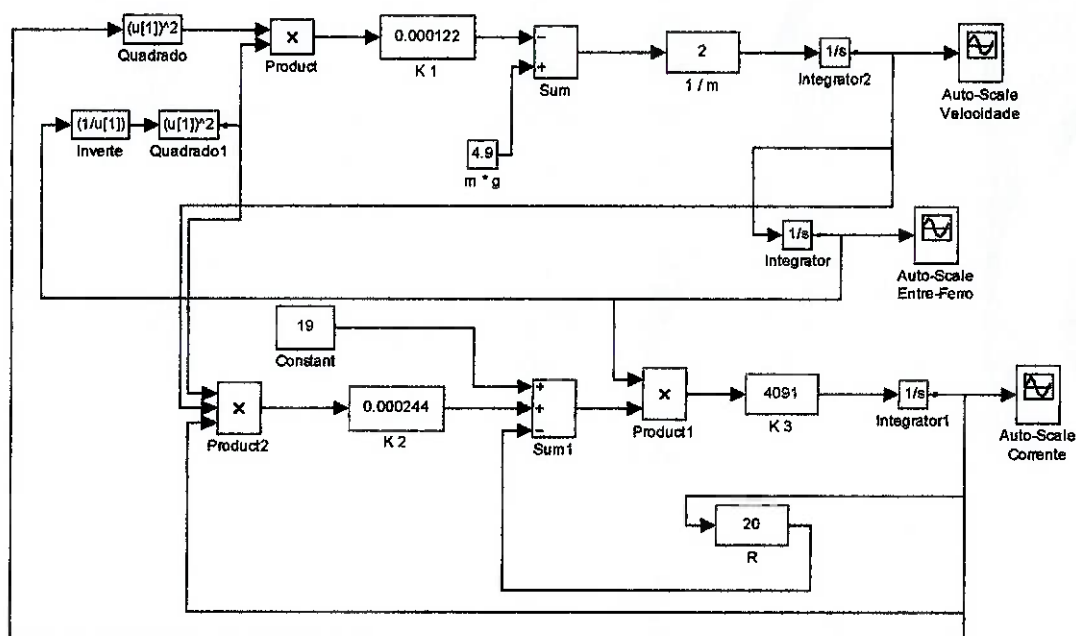 (u[1])^2
Quadrado
×
Product
0.000122
K 1
−
+
Sum
2
1 / m
1/s
Integrator2
Auto-Scale
Velocidade
(1/u[1])
Inverte
(u[1])^2
Quadrado1
4.9
m * g
1/s
Integrator
Auto-Scale
Entre-Ferro
19
Constant
×
Product2
0.000244
K 2
+
+
−
Sum1
×
Product1
4091
K 3
1/s
Integrator1
Auto-Scale
Corrente
20
R